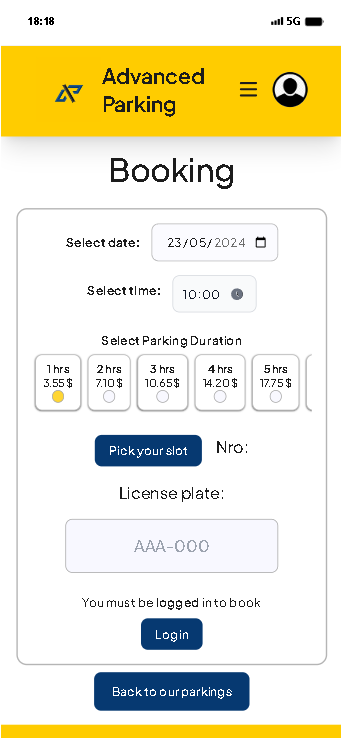 18:18 5G
Advanced
Parking
Booking
Select date: 23/05/2024
Select time: 10:00
Select Parking Duration
1 hrs 2 hrs 3 hrs 4 hrs 5 hrs
3.55 $ 7.10 $ 10.65 $ 14.20 $ 17.75 $
Pick your slot Nro:
License plate:
AAA-000
You must be logged in to book
Login
Back to our parkings